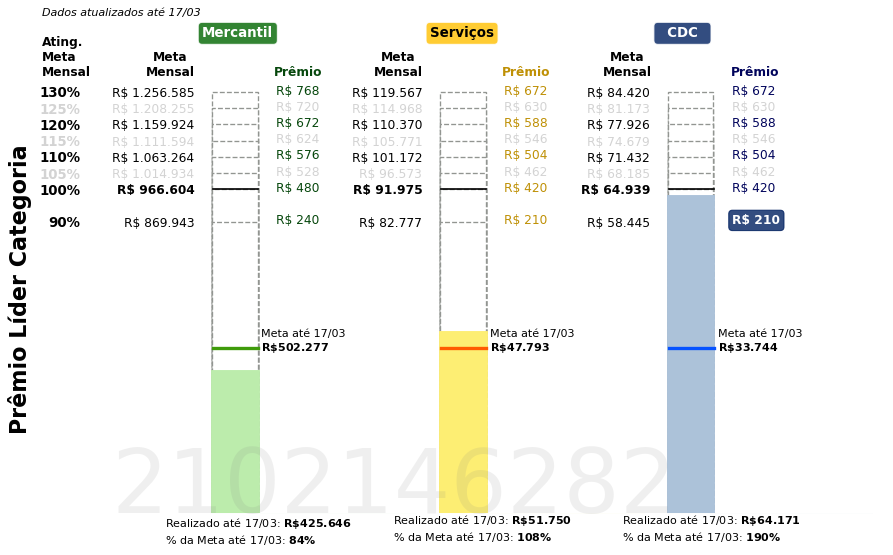 Dados atualizados até 17/03
Mercantil Serviços CDC
Ating. Meta Mensal Meta Mensal Prêmio Meta Mensal Prêmio Meta Mensal Prêmio
130% R$ 1.256.585 R$ 768 R$ 119.567 R$ 672 R$ 84.420 R$ 672
125% R$ 1.208.255 R$ 720 R$ 114.968 R$ 630 R$ 81.173 R$ 630
120% R$ 1.159.924 R$ 672 R$ 110.370 R$ 588 R$ 77.926 R$ 588
115% R$ 1.111.594 R$ 624 R$ 105.771 R$ 546 R$ 74.679 R$ 546
110% R$ 1.063.264 R$ 576 R$ 101.172 R$ 504 R$ 71.432 R$ 504
105% R$ 1.014.934 R$ 528 R$ 96.573 R$ 462 R$ 68.185 R$ 462
100% R$ 966.604 R$ 480 R$ 91.975 R$ 420 R$ 64.939 R$ 420
90% R$ 869.943 R$ 240 R$ 82.777 R$ 210 R$ 58.445 R$ 210
Prêmio Líder Categoria
Meta até 17/03 Meta até 17/03 Meta até 17/03
R$502.277 R$47.793 R$33.744
2102146282
Realizado até 17/03: R$425.646 Realizado até 17/03: R$51.750 Realizado até 17/03: R$64.171
% da Meta até 17/03: 84% % da Meta até 17/03: 108% % da Meta até 17/03: 190%